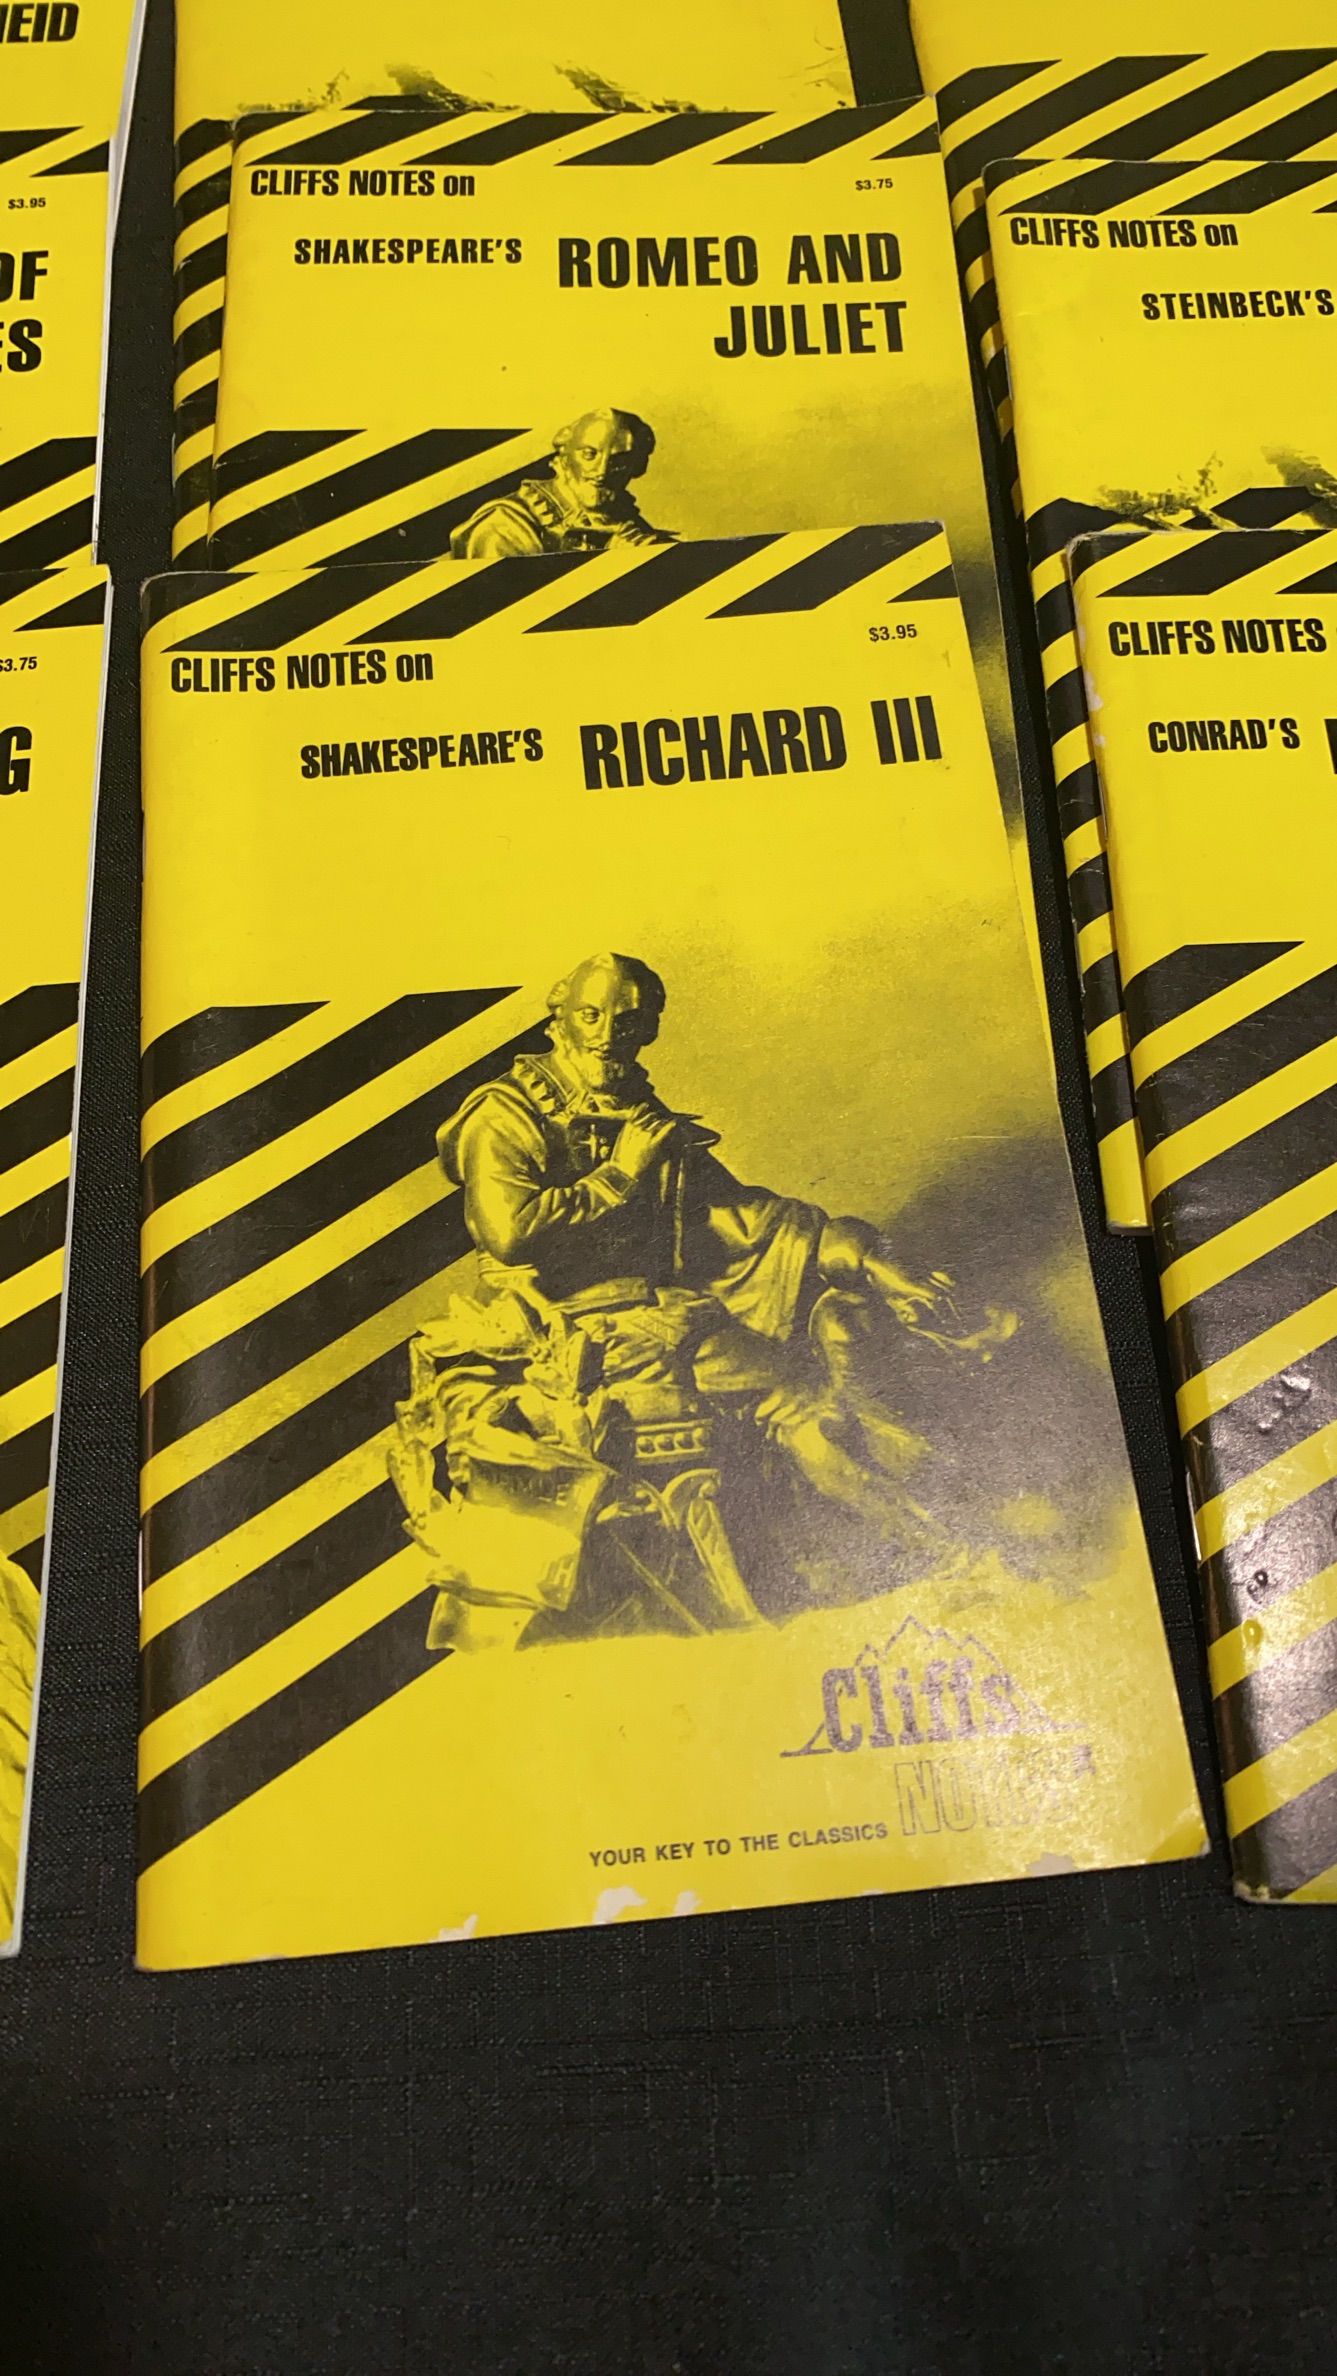 EID
$3.95
OF
ES
$3.75
G
CLIFFS NOTES on
$3.75
SHAKESPEARE'S ROMEO AND
JULIET
CLIFFS NOTES on
$3.95
SHAKESPEARE'S RICHARD III
Cliffs
NOTES
YOUR KEY TO THE CLASSICS
CLIFFS NOTES on
STEINBECK'S
CLIFFS NOTES
CONRAD'S